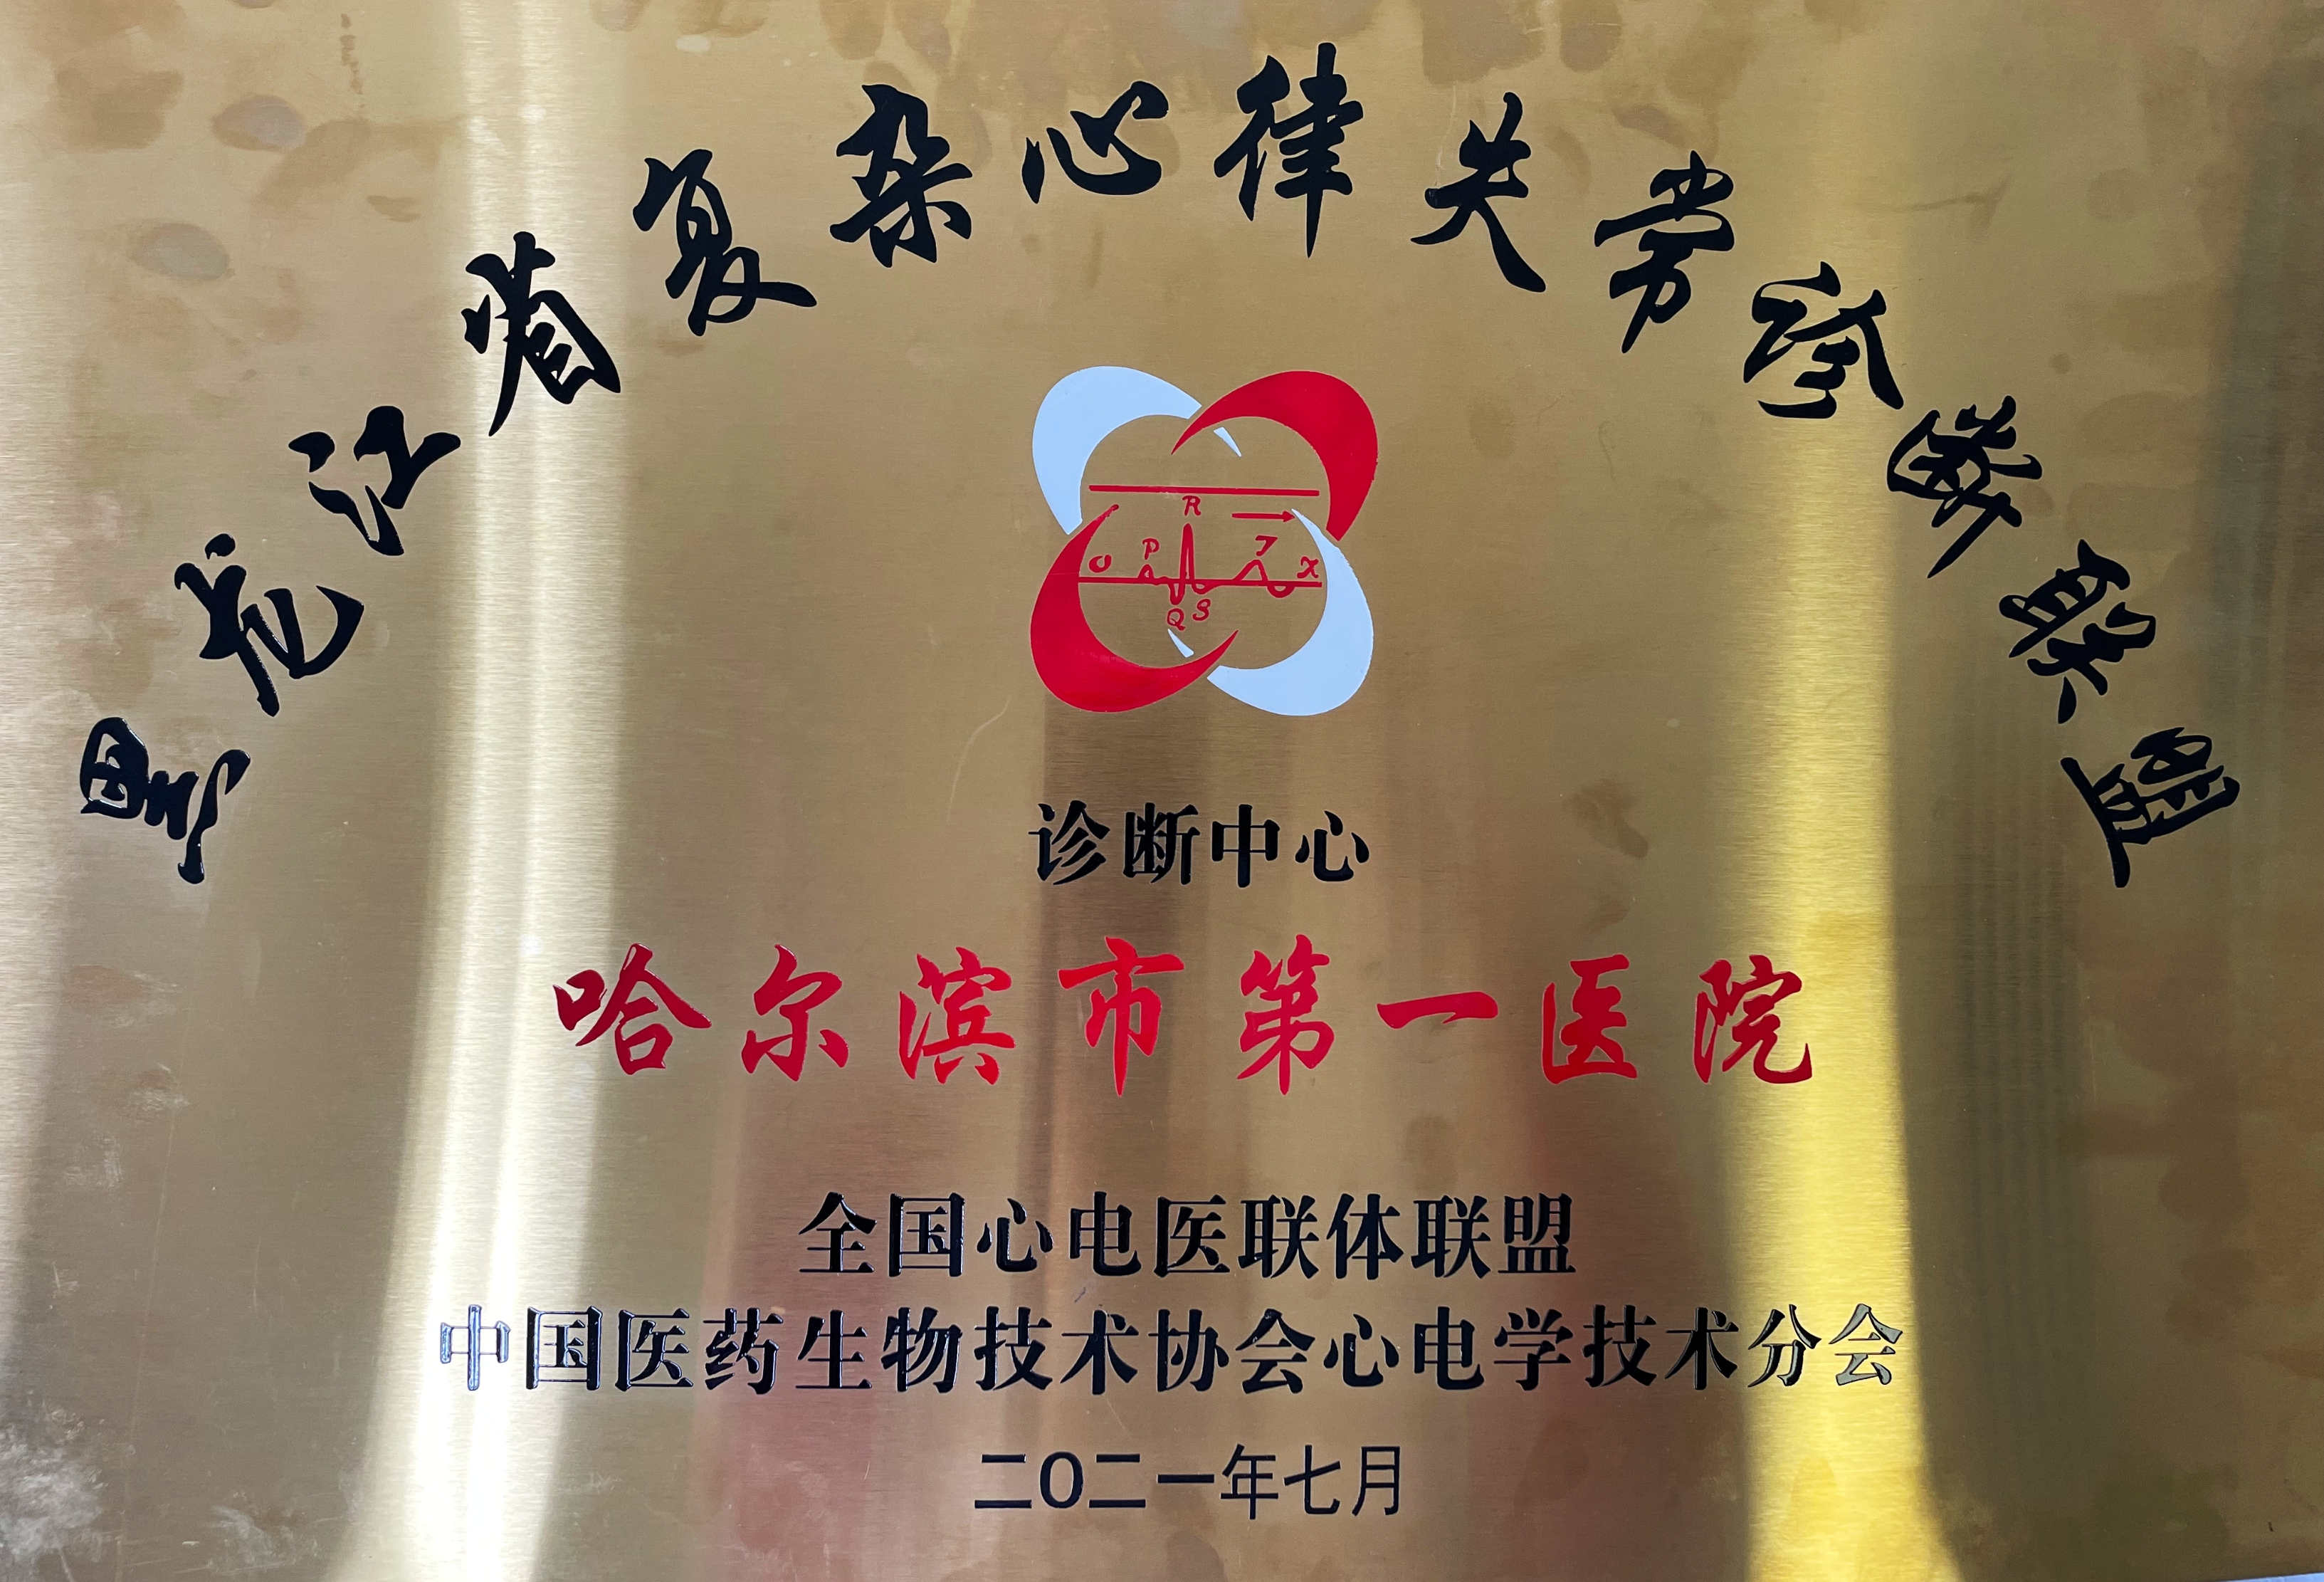 黑龙江省复杂心律失常诊断联盟
R
P T
O x
Q S
诊断中心
哈尔滨市第一医院
全国心电医联体联盟
中国医药生物技术协会心电学技术分会
二O二一年七月